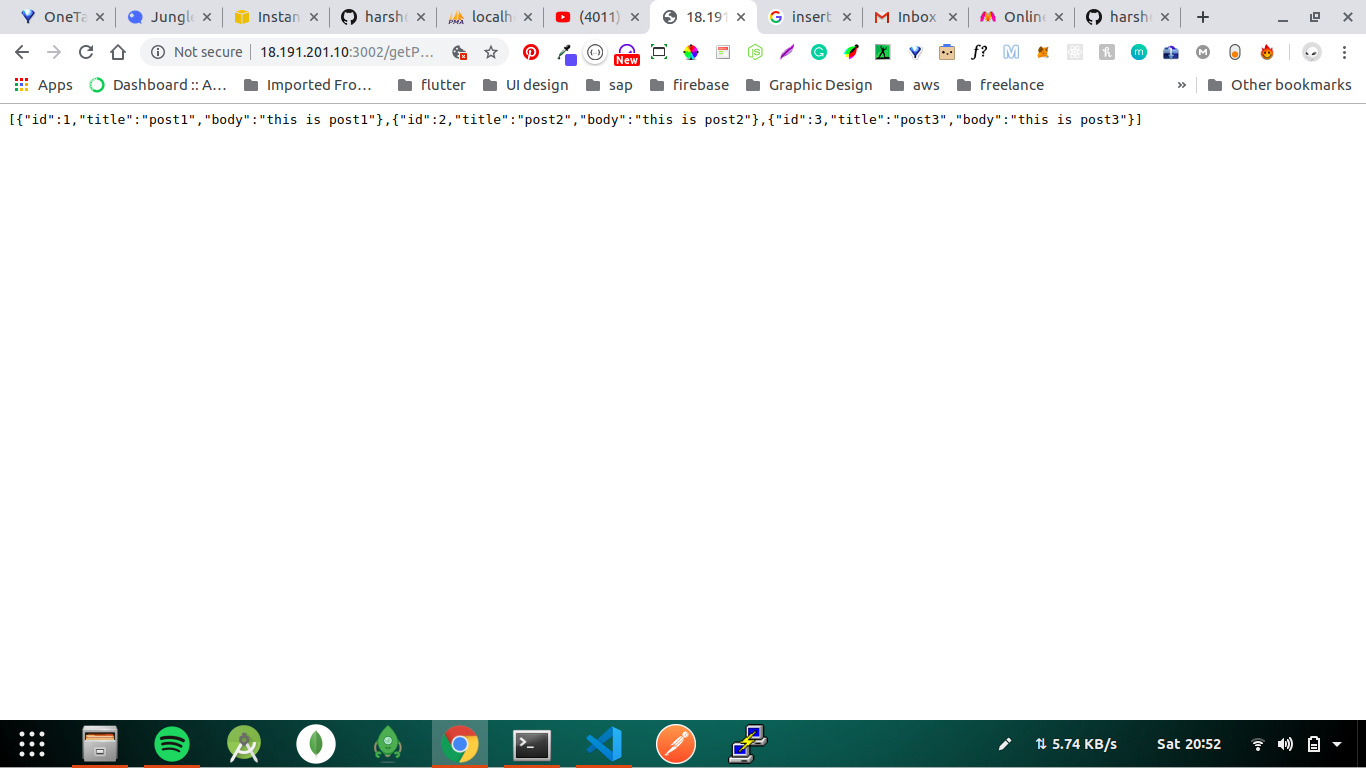 OneTa
Jungle
Instan
harsh
localh
(4011)
18.191
insert
Inbox
Online
harsh
Not secure
18.191.201.10:3002/getP...
New
f?
Apps
Dashboard :: A...
Imported Fro...
flutter
UI design
sap
firebase
Graphic Design
aws
freelance
»
Other bookmarks
[{"id":1,"title":"post1","body":"this is post1"},{"id":2,"title":"post2","body":"this is post2"},{"id":3,"title":"post3","body":"this is post3"}]
5.74 KB/s
Sat 20:52